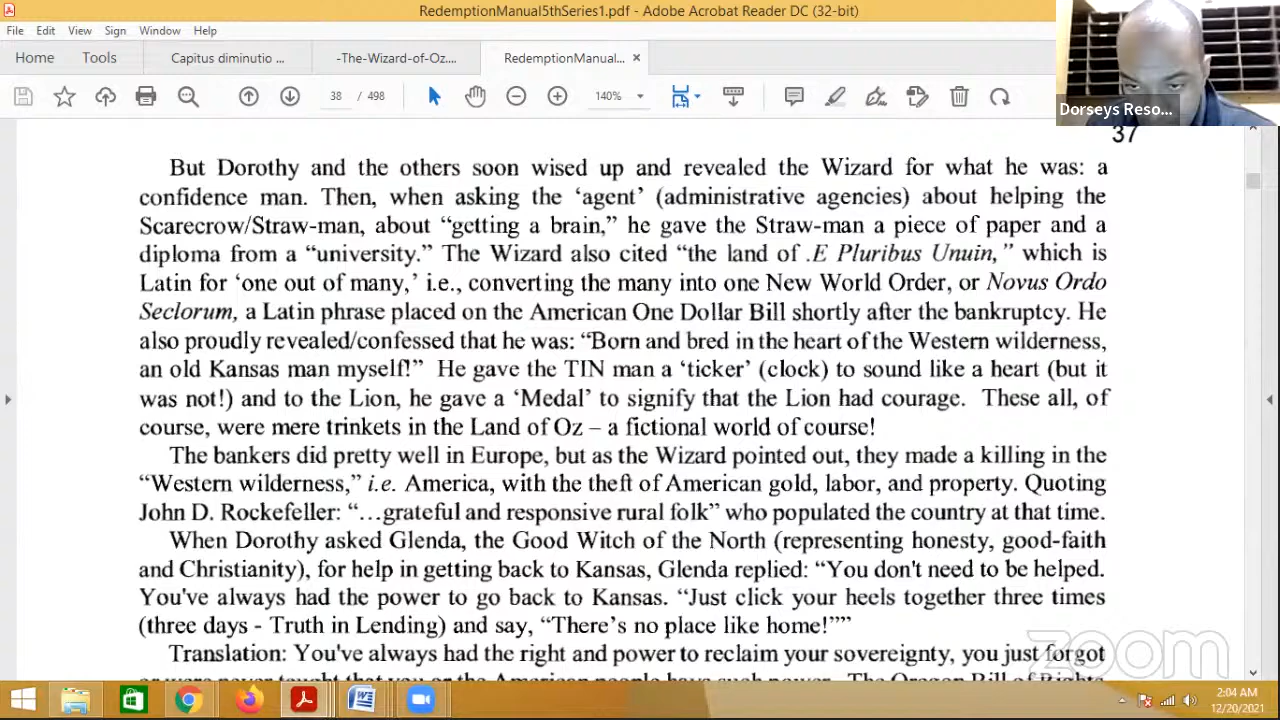 RedemptionManual5thSeries1.pdf - Adobe Acrobat Reader DC (32-bit)
File Edit View Sign Window Help
Home Tools Capitus diminutio ... -The-Wizard-of-Oz.... RedemptionManual... ×
38 / 498 140%
Dorseys Reso...
37
But Dorothy and the others soon wised up and revealed the Wizard for what he was: a
confidence man. Then, when asking the ‘agent’ (administrative agencies) about helping the
Scarecrow/Straw-man, about “getting a brain,” he gave the Straw-man a piece of paper and a
diploma from a “university.” The Wizard also cited “the land of .E Pluribus Unuin,” which is
Latin for ‘one out of many,’ i.e., converting the many into one New World Order, or Novus Ordo
Seclorum, a Latin phrase placed on the American One Dollar Bill shortly after the bankruptcy. He
also proudly revealed/confessed that he was: “Born and bred in the heart of the Western wilderness,
an old Kansas man myself!” He gave the TIN man a ‘ticker’ (clock) to sound like a heart (but it
was not!) and to the Lion, he gave a ‘Medal’ to signify that the Lion had courage. These all, of
course, were mere trinkets in the Land of Oz – a fictional world of course!
The bankers did pretty well in Europe, but as the Wizard pointed out, they made a killing in the
“Western wilderness,” i.e. America, with the theft of American gold, labor, and property. Quoting
John D. Rockefeller: “…grateful and responsive rural folk” who populated the country at that time.
When Dorothy asked Glenda, the Good Witch of the North (representing honesty, good-faith
and Christianity), for help in getting back to Kansas, Glenda replied: “You don't need to be helped.
You've always had the power to go back to Kansas. “Just click your heels together three times
(three days - Truth in Lending) and say, “There’s no place like home!””
Translation: You've always had the right and power to reclaim your sovereignty, you just forgot
zoom
2:04 AM
12/20/2021